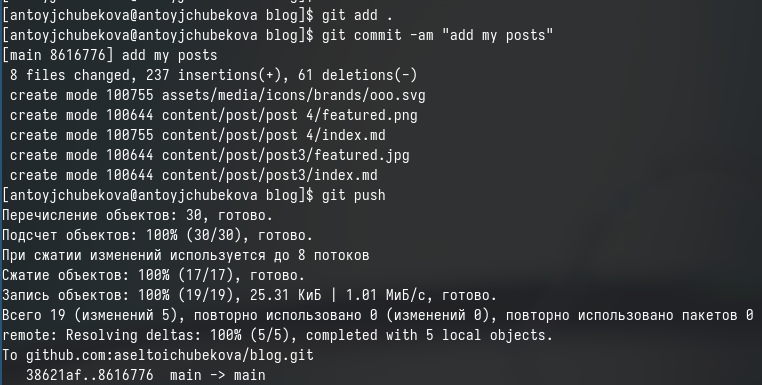 [antoyjchubekova@antoyjchubekova blog]$ git add .
[antoyjchubekova@antoyjchubekova blog]$ git commit -am "add my posts"
[main 8616776] add my posts
 8 files changed, 237 insertions(+), 61 deletions(-)
 create mode 100755 assets/media/icons/brands/ooo.svg
 create mode 100644 content/post/post 4/featured.png
 create mode 100755 content/post/post 4/index.md
 create mode 100644 content/post/post3/featured.jpg
 create mode 100644 content/post/post3/index.md
[antoyjchubekova@antoyjchubekova blog]$ git push
Перечисление объектов: 30, готово.
Подсчет объектов: 100% (30/30), готово.
При сжатии изменений используется до 8 потоков
Сжатие объектов: 100% (17/17), готово.
Запись объектов: 100% (19/19), 25.31 КиБ | 1.01 МиБ/с, готово.
Всего 19 (изменений 5), повторно использовано 0 (изменений 0), повторно использовано пакетов 0
remote: Resolving deltas: 100% (5/5), completed with 5 local objects.
To github.com:aseltoichubekova/blog.git
   38621af..8616776  main -> main